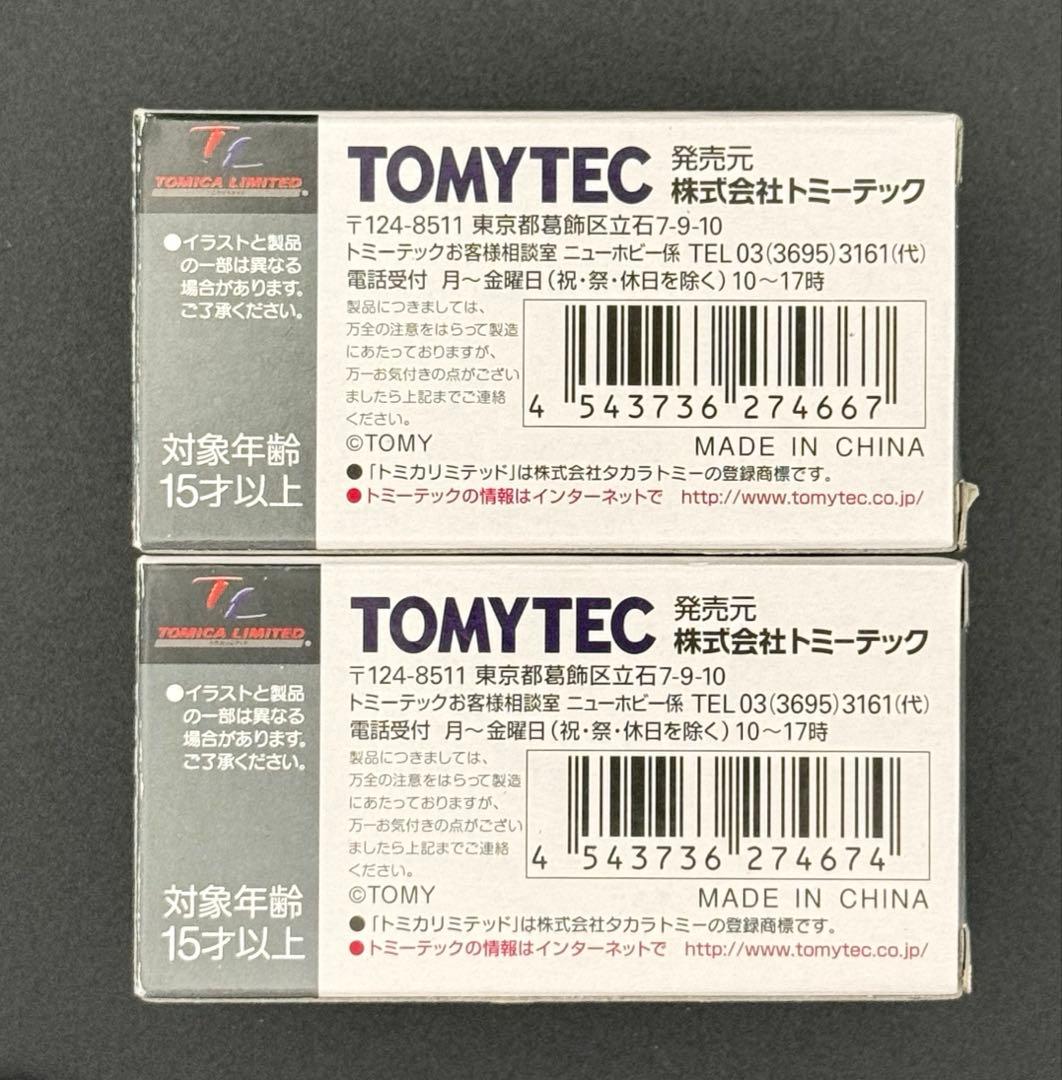 TL
TOMICA LIMITED
●イラストと製品
の一部は異なる
場合があります。
ご了承ください。
対象年齢
15才以上
TOMYTEC
発売元
株式会社トミーテック
〒124-8511 東京都葛飾区立石7-9-10
トミーテックお客様相談室 ニューホビー係 TEL 03(3695)3161(代)
電話受付 月〜金曜日(祝・祭・休日を除く)10〜17時
製品につきましては、
万全の注意をはらって製造
にあたっておりますが、
万一お気付きの点がござい
ましたら上記までご連絡
ください。
4 543736 274667
©TOMY
MADE IN CHINA
●「トミカリミテッド」は株式会社タカラトミーの登録商標です。
●トミーテックの情報はインターネットで http://www.tomytec.co.jp/
TL
TOMICA LIMITED
●イラストと製品
の一部は異なる
場合があります。
ご了承ください。
対象年齢
15才以上
TOMYTEC
発売元
株式会社トミーテック
〒124-8511 東京都葛飾区立石7-9-10
トミーテックお客様相談室 ニューホビー係 TEL 03(3695)3161(代)
電話受付 月〜金曜日(祝・祭・休日を除く)10〜17時
製品につきましては、
万全の注意をはらって製造
にあたっておりますが、
万一お気付きの点がござい
ましたら上記までご連絡
ください。
4 543736 274674
©TOMY
MADE IN CHINA
●「トミカリミテッド」は株式会社タカラトミーの登録商標です。
●トミーテックの情報はインターネットで http://www.tomytec.co.jp/